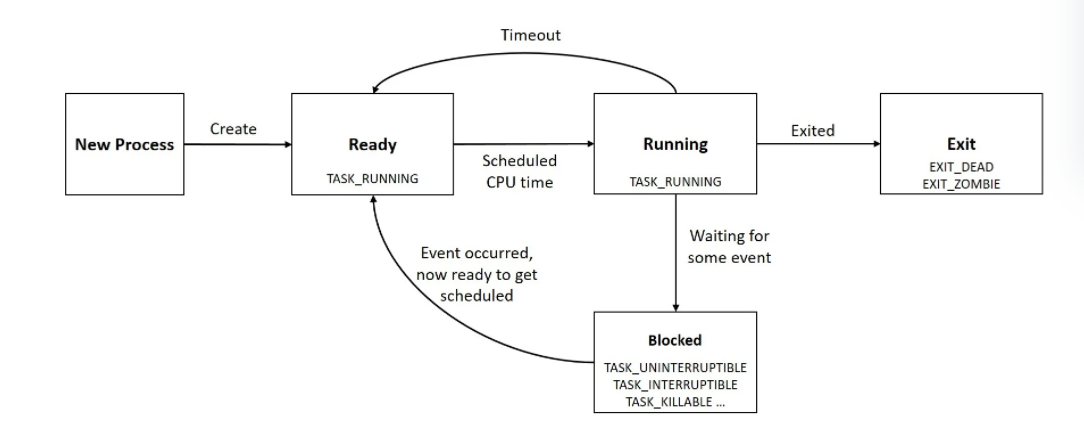 Timeout
New Process
Create
Ready
TASK_RUNNING
Scheduled
CPU time
Running
TASK_RUNNING
Exited
Exit
EXIT_DEAD
EXIT_ZOMBIE
Event occurred,
now ready to get
scheduled
Waiting for
some event
Blocked
TASK_UNINTERRUPTIBLE
TASK_INTERRUPTIBLE
TASK_KILLABLE ...